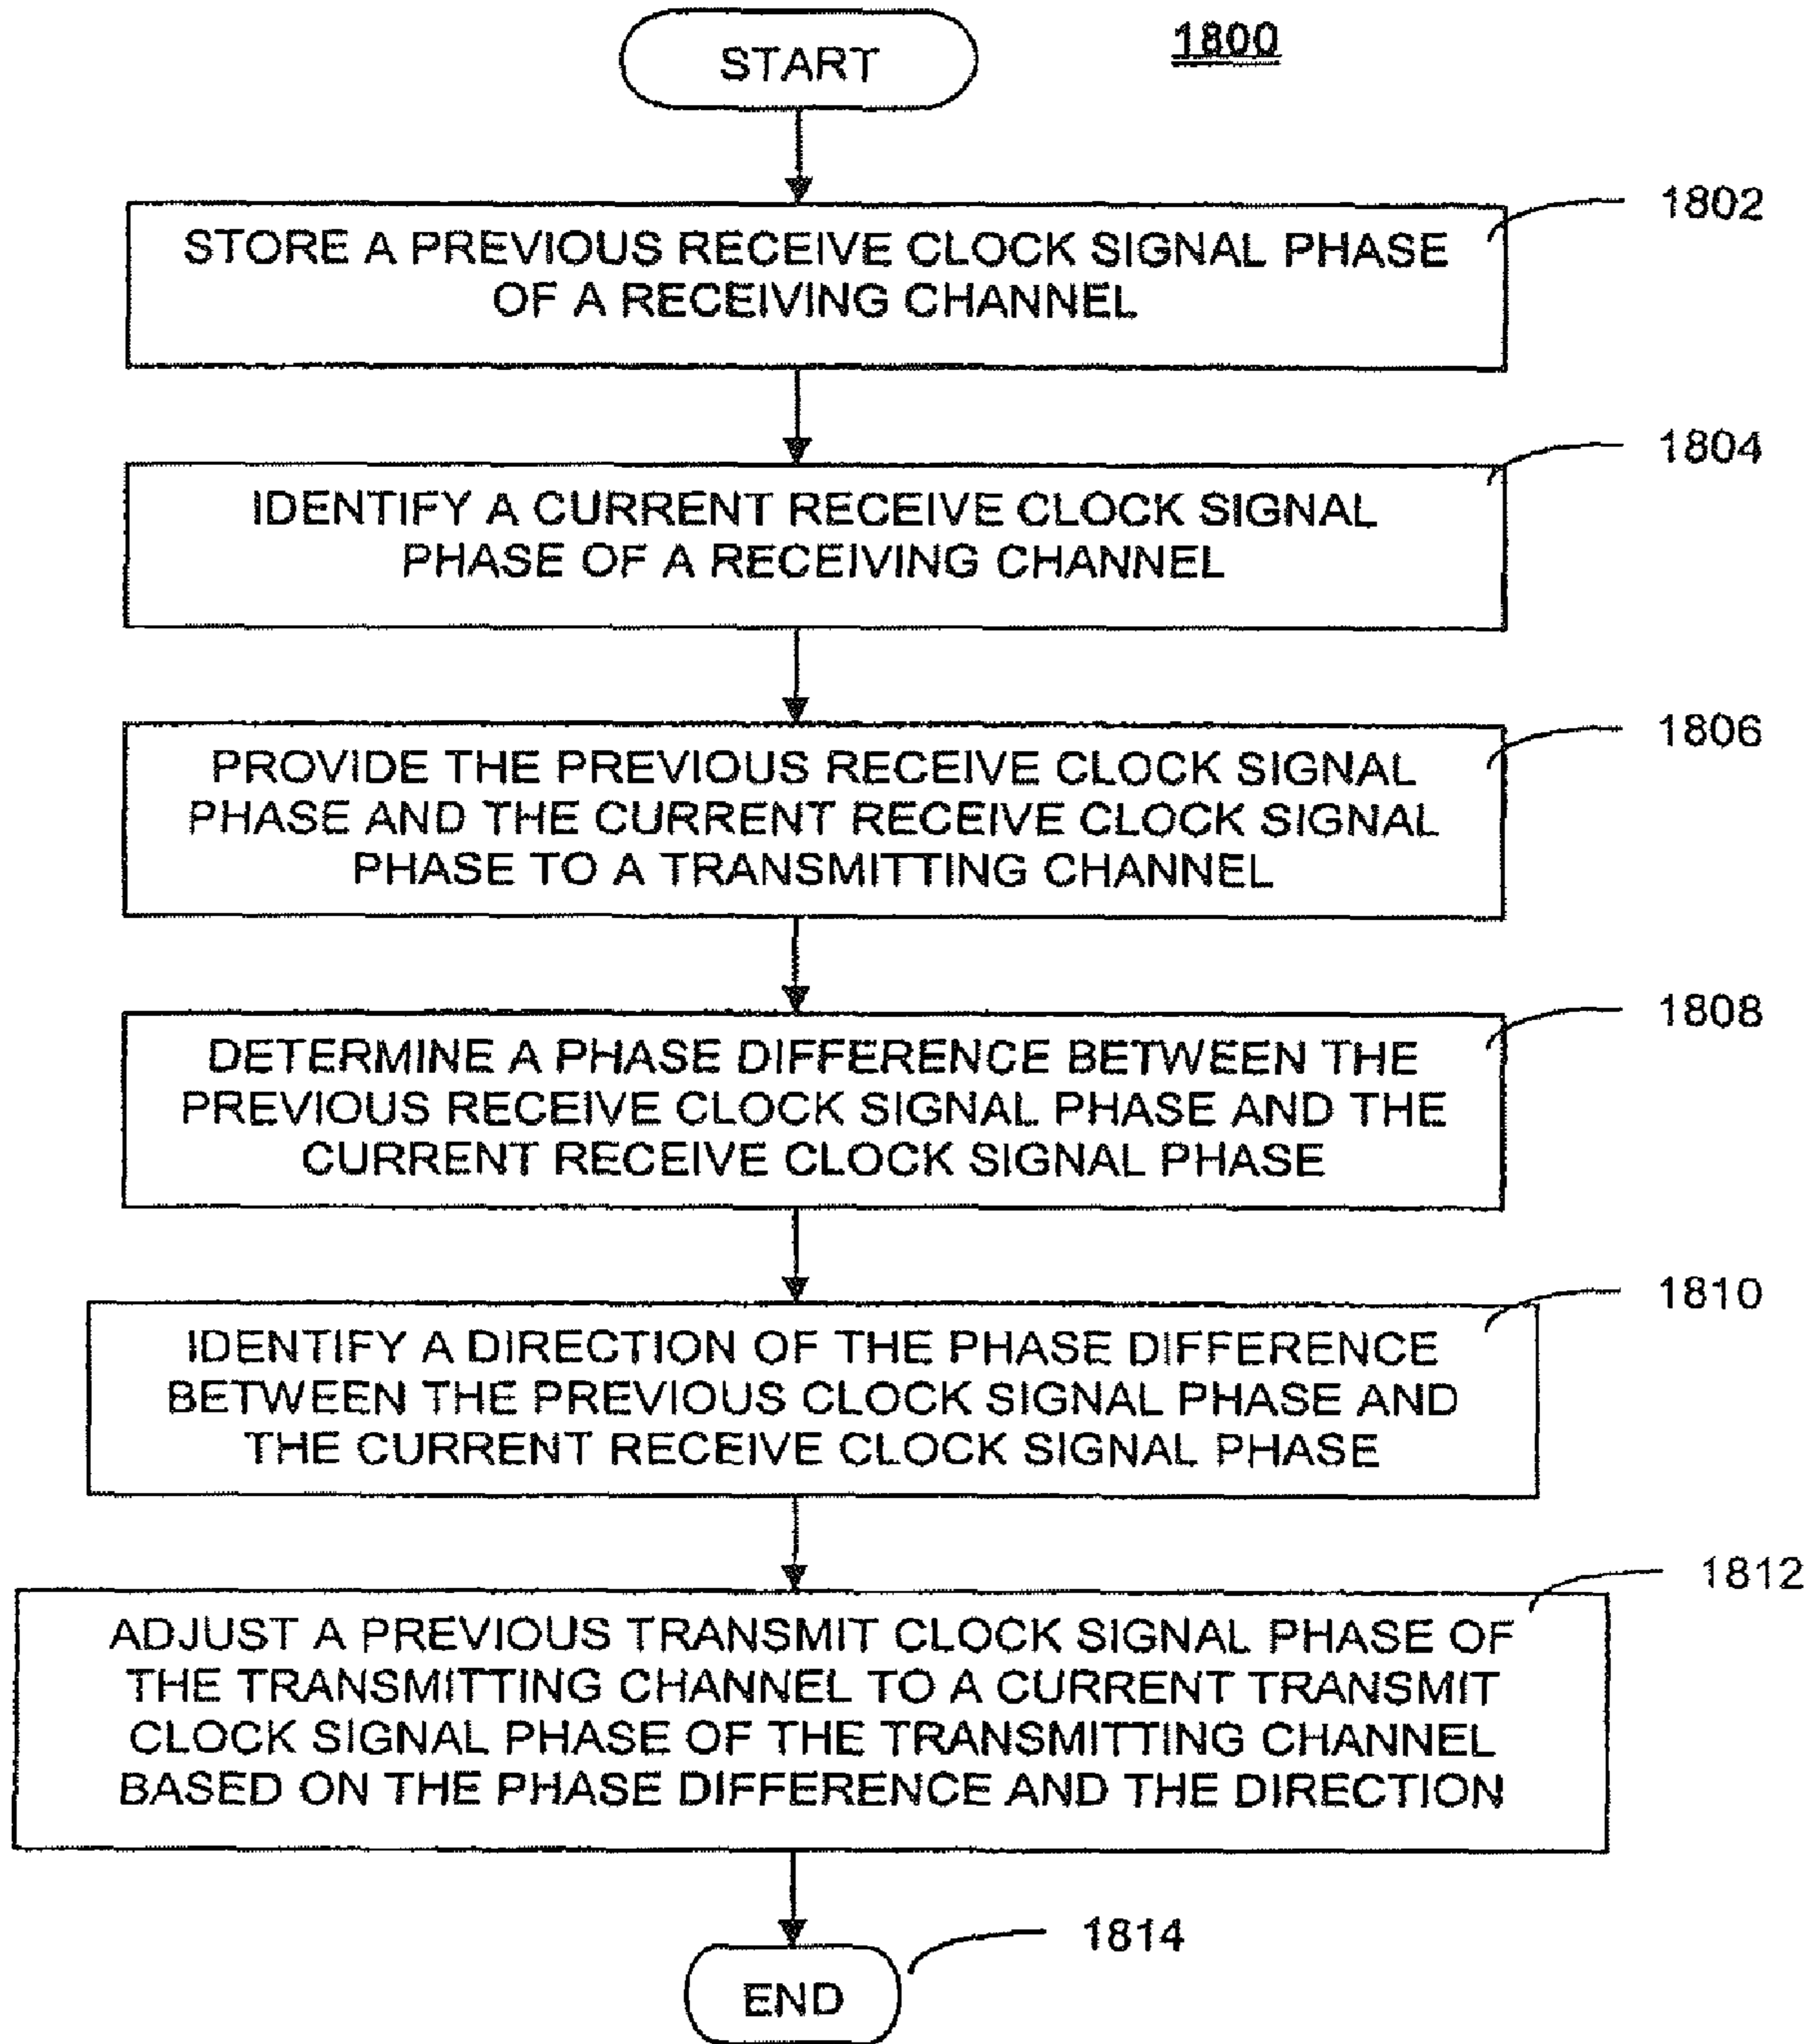 START
1800
1802
STORE A PREVIOUS RECEIVE CLOCK SIGNAL PHASE
OF A RECEIVING CHANNEL
1804
IDENTIFY A CURRENT RECEIVE CLOCK SIGNAL
PHASE OF A RECEIVING CHANNEL
1806
PROVIDE THE PREVIOUS RECEIVE CLOCK SIGNAL
PHASE AND THE CURRENT RECEIVE CLOCK SIGNAL
PHASE TO A TRANSMITTING CHANNEL
1808
DETERMINE A PHASE DIFFERENCE BETWEEN THE
PREVIOUS RECEIVE CLOCK SIGNAL PHASE AND THE
CURRENT RECEIVE CLOCK SIGNAL PHASE
1810
IDENTIFY A DIRECTION OF THE PHASE DIFFERENCE
BETWEEN THE PREVIOUS CLOCK SIGNAL PHASE AND
THE CURRENT RECEIVE CLOCK SIGNAL PHASE
1812
ADJUST A PREVIOUS TRANSMIT CLOCK SIGNAL PHASE OF
THE TRANSMITTING CHANNEL TO A CURRENT TRANSMIT
CLOCK SIGNAL PHASE OF THE TRANSMITTING CHANNEL
BASED ON THE PHASE DIFFERENCE AND THE DIRECTION
1814
END